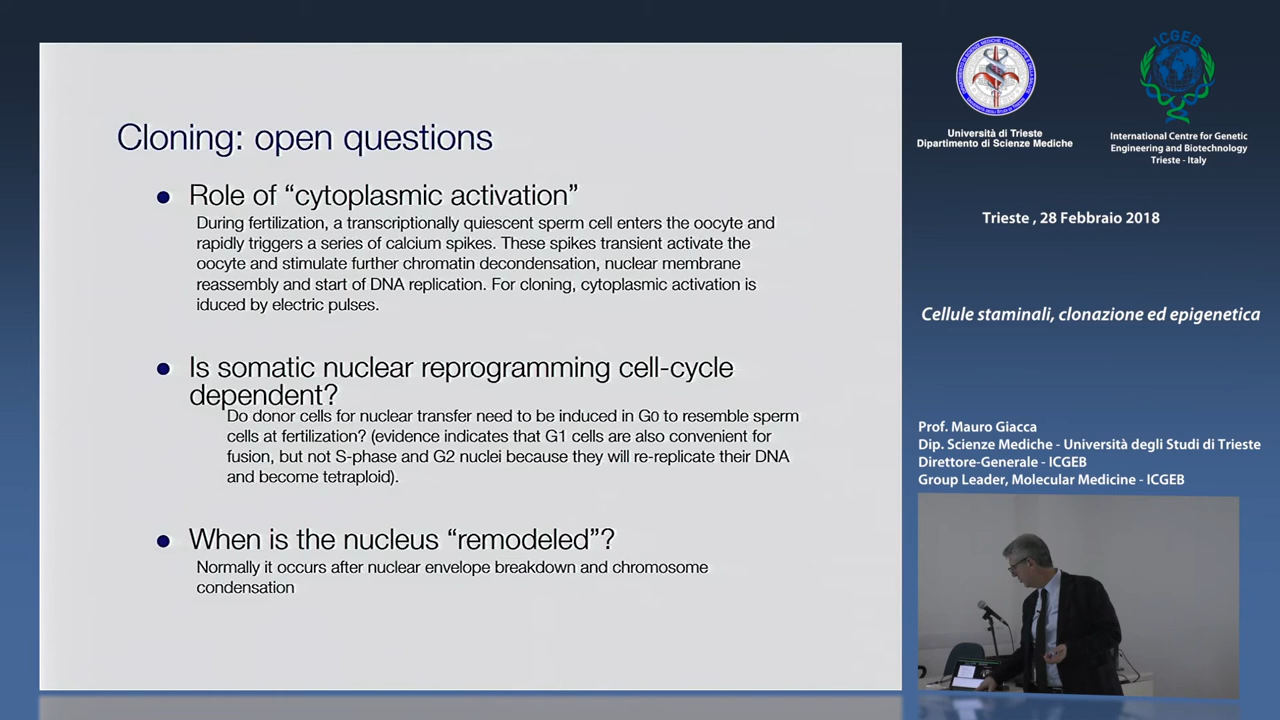 Cloning: open questions
● Role of “cytoplasmic activation”
During fertilization, a transcriptionally quiescent sperm cell enters the oocyte and
rapidly triggers a series of calcium spikes. These spikes transient activate the
oocyte and stimulate further chromatin decondensation, nuclear membrane
reassembly and start of DNA replication. For cloning, cytoplasmic activation is
iduced by electric pulses.
● Is somatic nuclear reprogramming cell-cycle
dependent?
Do donor cells for nuclear transfer need to be induced in G0 to resemble sperm
cells at fertilization? (evidence indicates that G1 cells are also convenient for
fusion, but not S-phase and G2 nuclei because they will re-replicate their DNA
and become tetraploid).
● When is the nucleus “remodeled”?
Normally it occurs after nuclear envelope breakdown and chromosome
condensation
Università di Trieste
Dipartimento di Scienze Mediche
ICGEB
International Centre for Genetic
Engineering and Biotechnology
Trieste - Italy
Trieste , 28 Febbraio 2018
Cellule staminali, clonazione ed epigenetica
Prof. Mauro Giacca
Dip. Scienze Mediche - Università degli Studi di Trieste
Direttore-Generale - ICGEB
Group Leader, Molecular Medicine - ICGEB